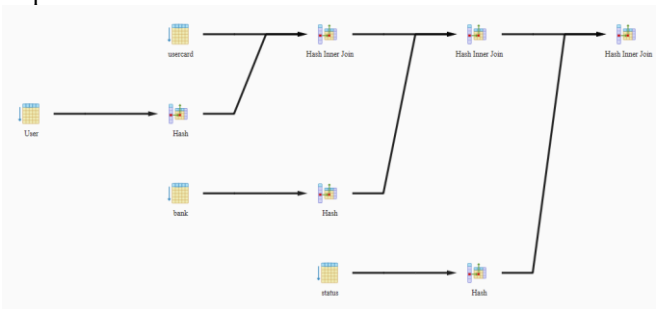 usercard
Hash Inner Join
Hash Inner Join
Hash Inner Join
User
Hash
bank
Hash
status
Hash